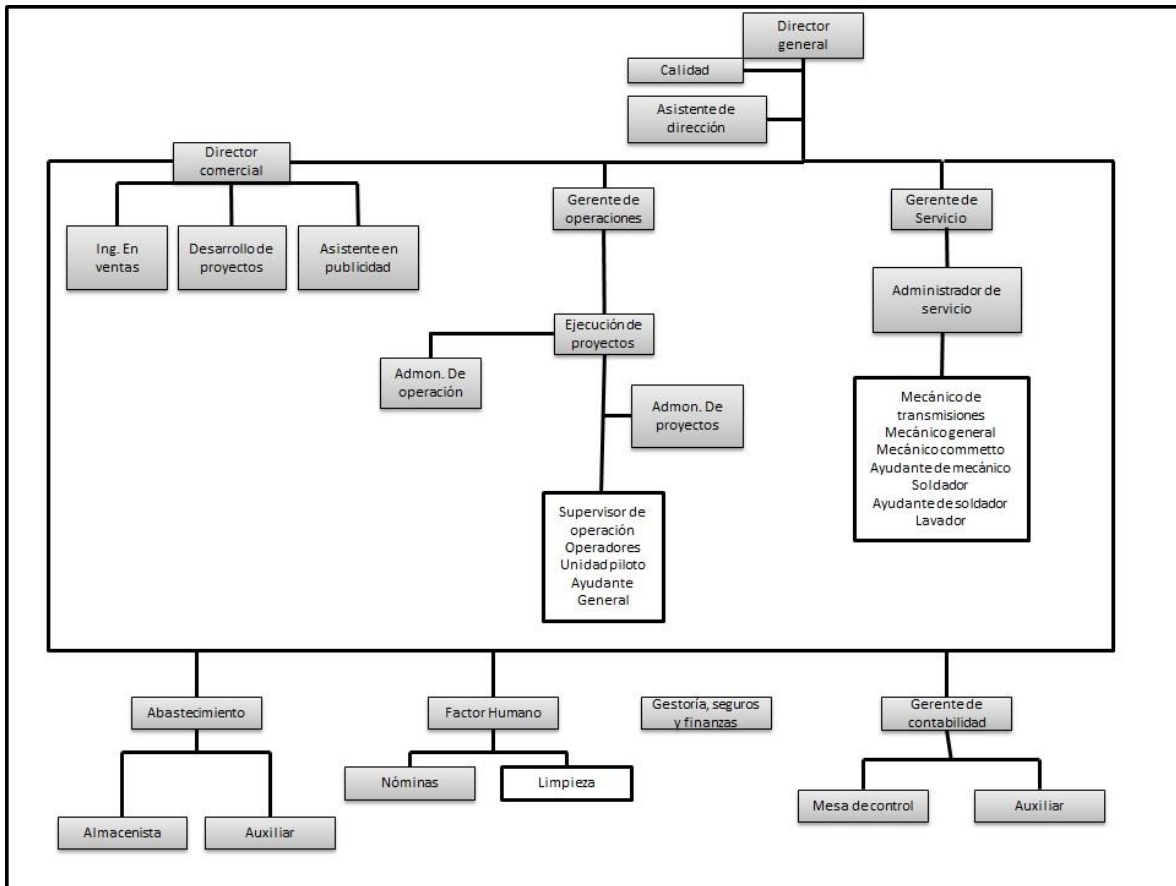 Director
general
Calidad
Asistente de
dirección
Director
comercial
Gerente de
operaciones
Gerente de
Servicio
Ing. En
ventas
Desarrollo de
proyectos
Asistente en
publicidad
Administrador de
servicio
Ejecución de
proyectos
Admon. De
operación
Admon. De
proyectos
Mecánico de
transmisiones
Mecánico general
Mecánico commetto
Ayudante de mecánico
Soldador
Ayudante de soldador
Lavador
Supervisor de
operación
Operadores
Unidad piloto
Ayudante
General
Abastecimiento
Factor Humano
Gestoría, seguros
y finanzas
Gerente de
contabilidad
Almacenista
Auxiliar
Nóminas
Limpieza
Mesa de control
Auxiliar